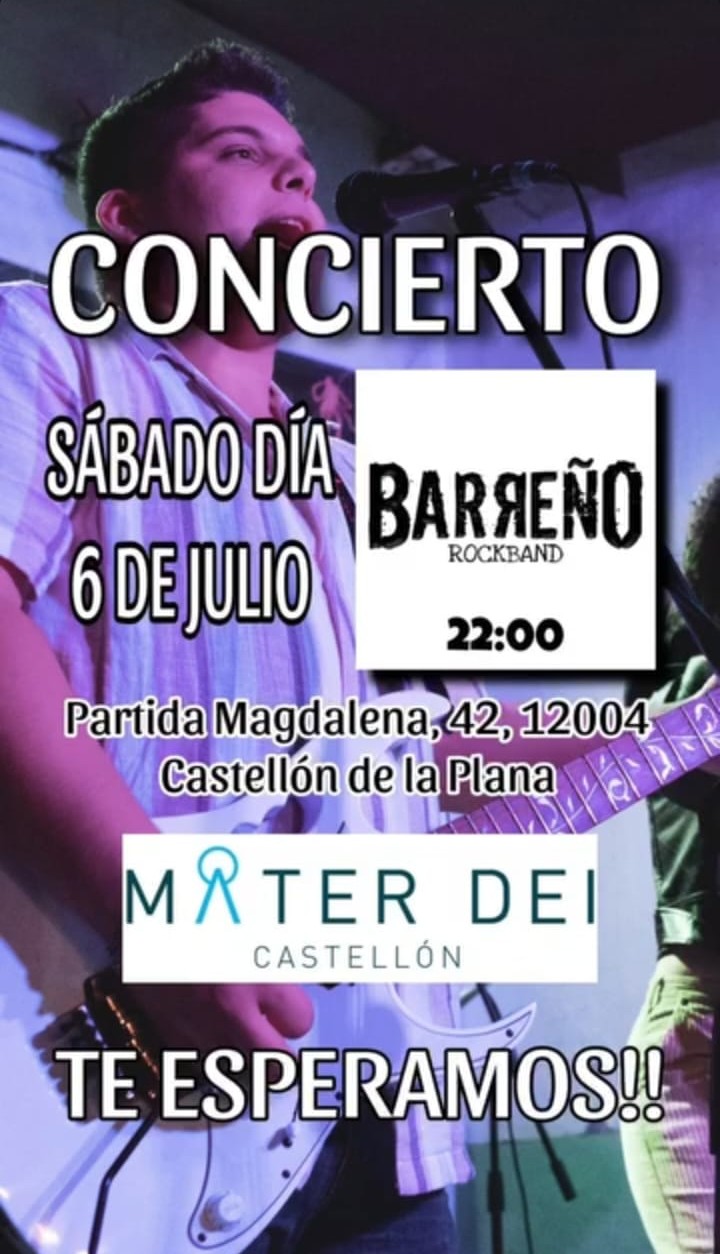 CONCIERTO
SÁBADO DÍA
6 DE JULIO
BARREÑO
ROCKBAND
22:00
Partida Magdalena, 42, 12004
Castellón de la Plana
MATER DEI
CASTELLÓN
TE ESPERAMOS!!